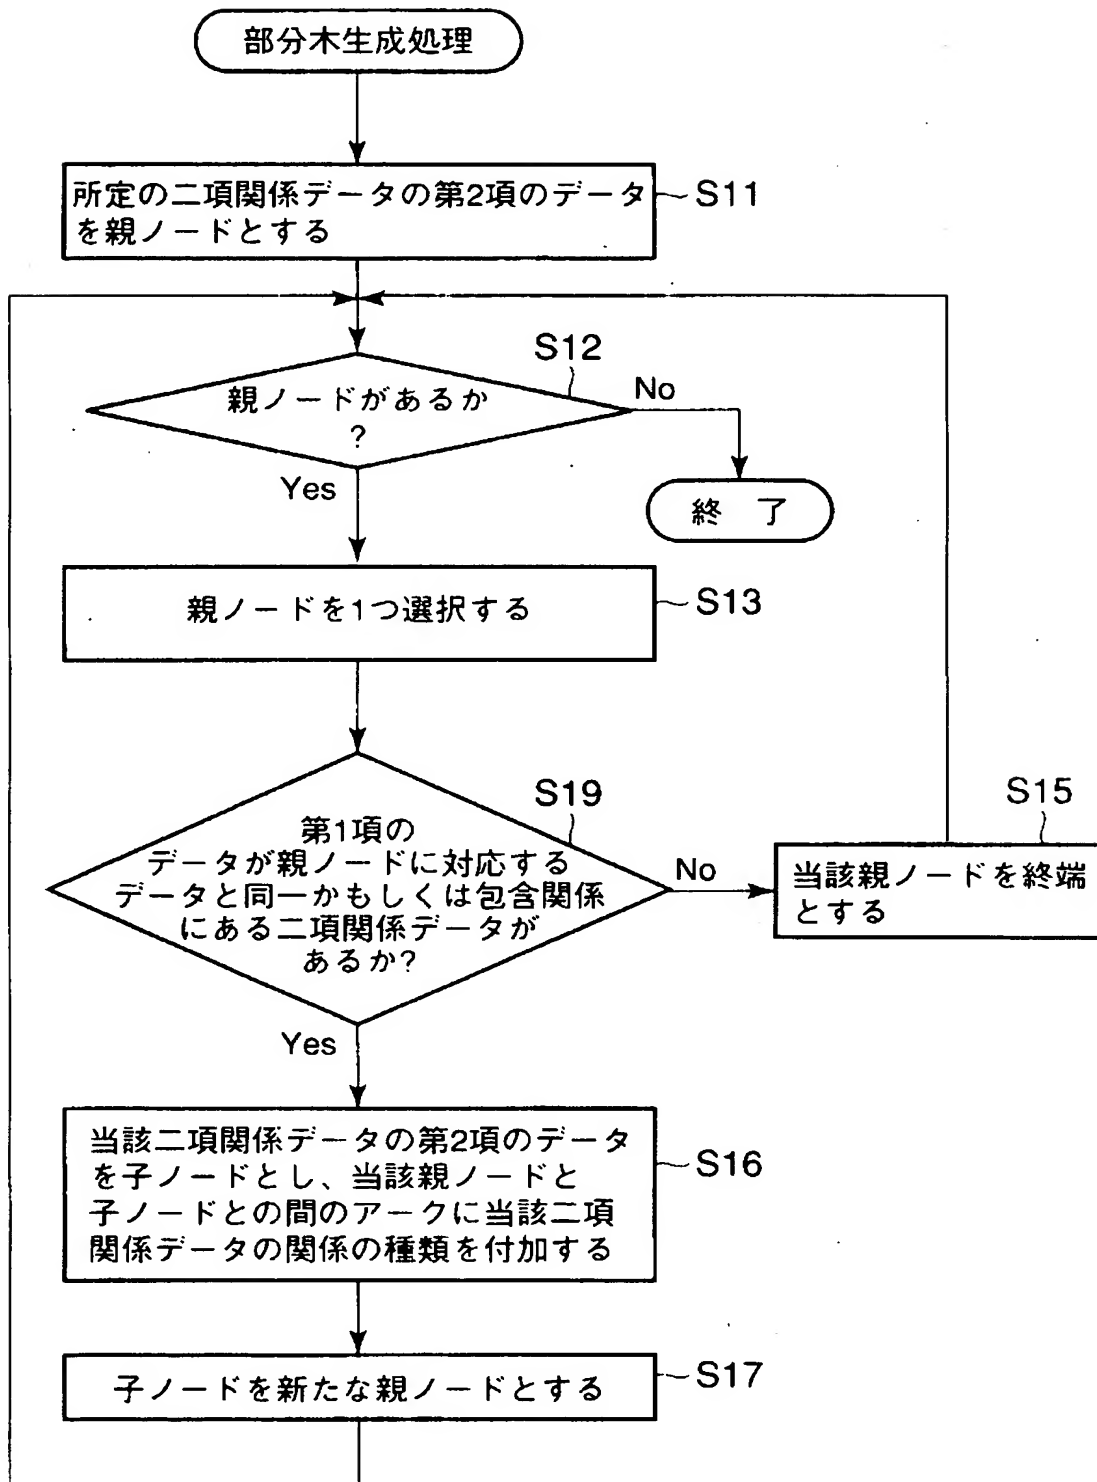 部分木生成処理
所定の二項関係データの第2項のデータ
を親ノードとする
S11
S12
親ノードがあるか
?
No
Yes
終 了
親ノードを1つ選択する
S13
S19
第1項の
データが親ノードに対応する
データと同一かもしくは包含関係
にある二項関係データが
あるか?
No
Yes
S15
当該親ノードを終端
とする
当該二項関係データの第2項のデータ
を子ノードとし、当該親ノードと
子ノードとの間のアークに当該二項
関係データの関係の種類を付加する
S16
子ノードを新たな親ノードとする
S17